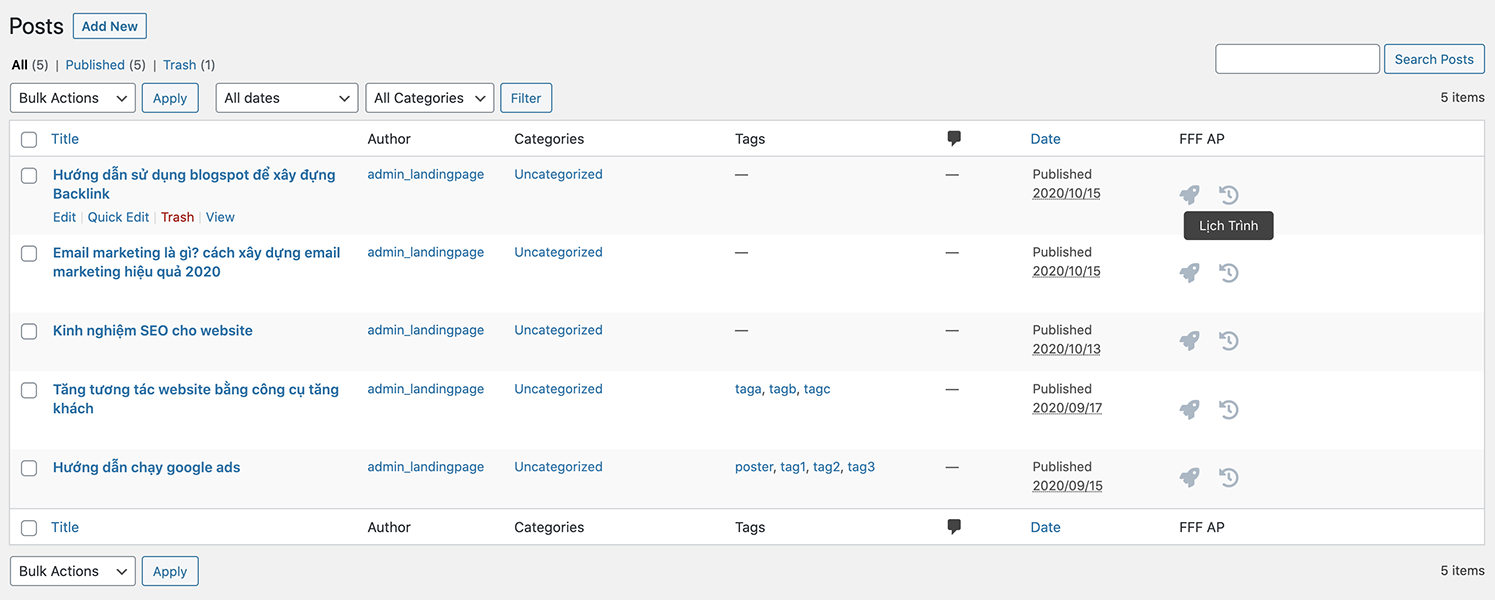 Posts Add New
All (5) | Published (5) | Trash (1)
Search Posts
Bulk Actions Apply All dates All Categories Filter 5 items
Title Author Categories Tags Date FFF AP
Hướng dẫn sử dụng blogspot để xây đựng admin_landingpage Uncategorized — — Published
Backlink 2020/10/15
Edit | Quick Edit | Trash | View
Lịch Trình
Email marketing là gì? cách xây dựng email admin_landingpage Uncategorized — — Published
marketing hiệu quả 2020 2020/10/15
Kinh nghiệm SEO cho website admin_landingpage Uncategorized — — Published
2020/10/13
Tăng tương tác website bằng công cụ tăng admin_landingpage Uncategorized taga, tagb, tagc — Published
khách 2020/09/17
Hướng dẫn chạy google ads admin_landingpage Uncategorized poster, tag1, tag2, tag3 — Published
2020/09/15
Title Author Categories Tags Date FFF AP
Bulk Actions Apply 5 items